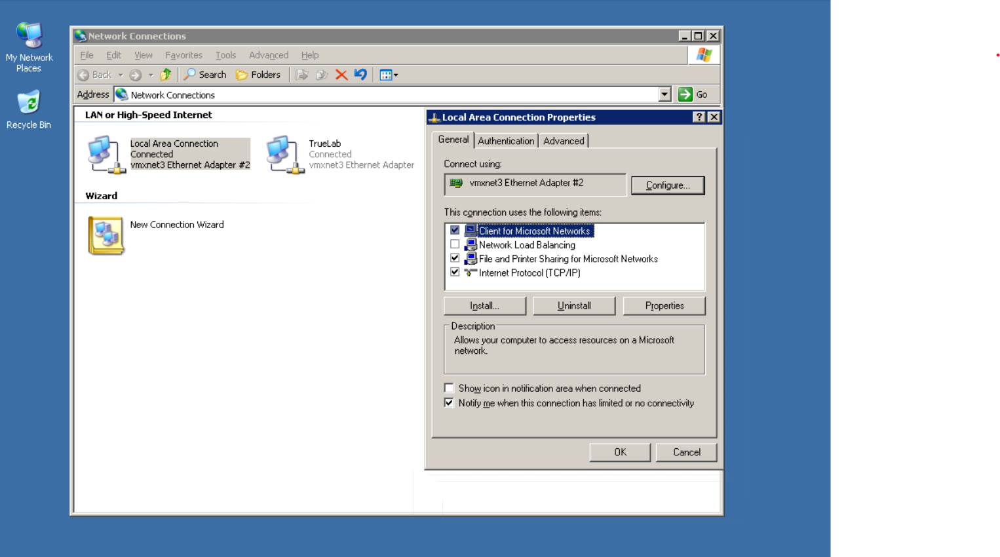 My Network
Places
Recycle Bin
Network Connections
File Edit View Favorites Tools Advanced Help
Back Search Folders
Address Network Connections Go
LAN or High-Speed Internet
Local Area Connection
Connected
vmxnet3 Ethernet Adapter #2
TrueLab
Connected
vmxnet3 Ethernet Adapter
Wizard
New Connection Wizard
Local Area Connection Properties
General Authentication Advanced
Connect using:
vmxnet3 Ethernet Adapter #2
Configure...
This connection uses the following items:
Client for Microsoft Networks
Network Load Balancing
File and Printer Sharing for Microsoft Networks
Internet Protocol (TCP/IP)
Install... Uninstall Properties
Description
Allows your computer to access resources on a Microsoft
network.
Show icon in notification area when connected
Notify me when this connection has limited or no connectivity
OK Cancel